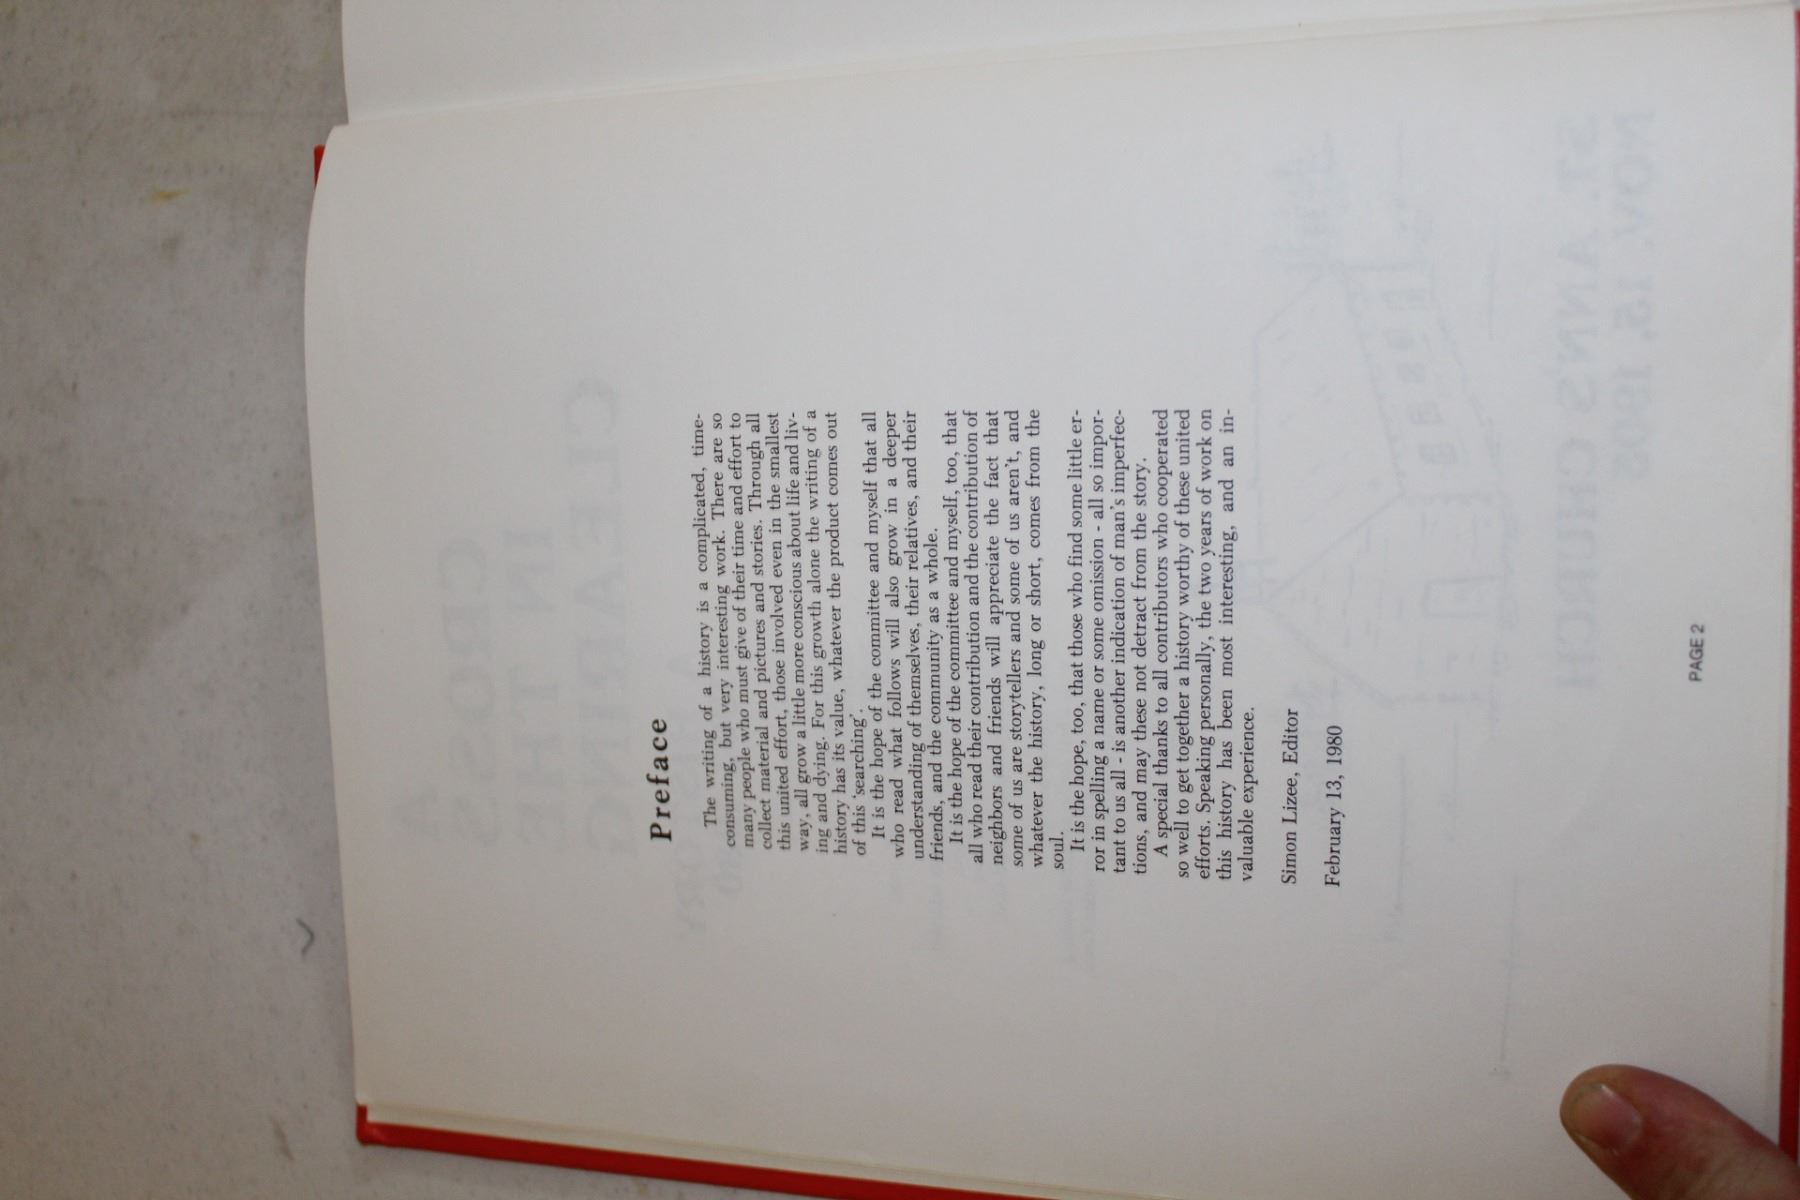 Preface
The writing of a history is a complicated, time-
consuming, but very interesting work. There are so
many people who must give of their time and effort to
collect material and pictures and stories. Through all
this united effort, those involved even in the smallest
way, all grow a little more conscious about life and liv-
ing and dying. For this growth alone the writing of a
history has its value, whatever the product comes out
of this 'searching'.
It is the hope of the committee and myself that all
who read what follows will also grow in a deeper
understanding of themselves, their relatives, and their
friends, and the community as a whole.
It is the hope of the committee and myself, too, that
all who read their contribution and the contribution of
neighbors and friends will appreciate the fact that
some of us are storytellers and some of us aren't, and
whatever the history, long or short, comes from the
soul.
It is the hope, too, that those who find some little er-
ror in spelling a name or some omission - all so impor-
tant to us all - is another indication of man's imperfec-
tions, and may these not detract from the story.
A special thanks to all contributors who cooperated
so well to get together a history worthy of these united
efforts. Speaking personally, the two years of work on
this history has been most interesting, and an in-
valuable experience.
Simon Lizee, Editor
February 13, 1980
PAGE 2
CROSS
IN THE
CLEARING
ST. ANN'S CHURCH